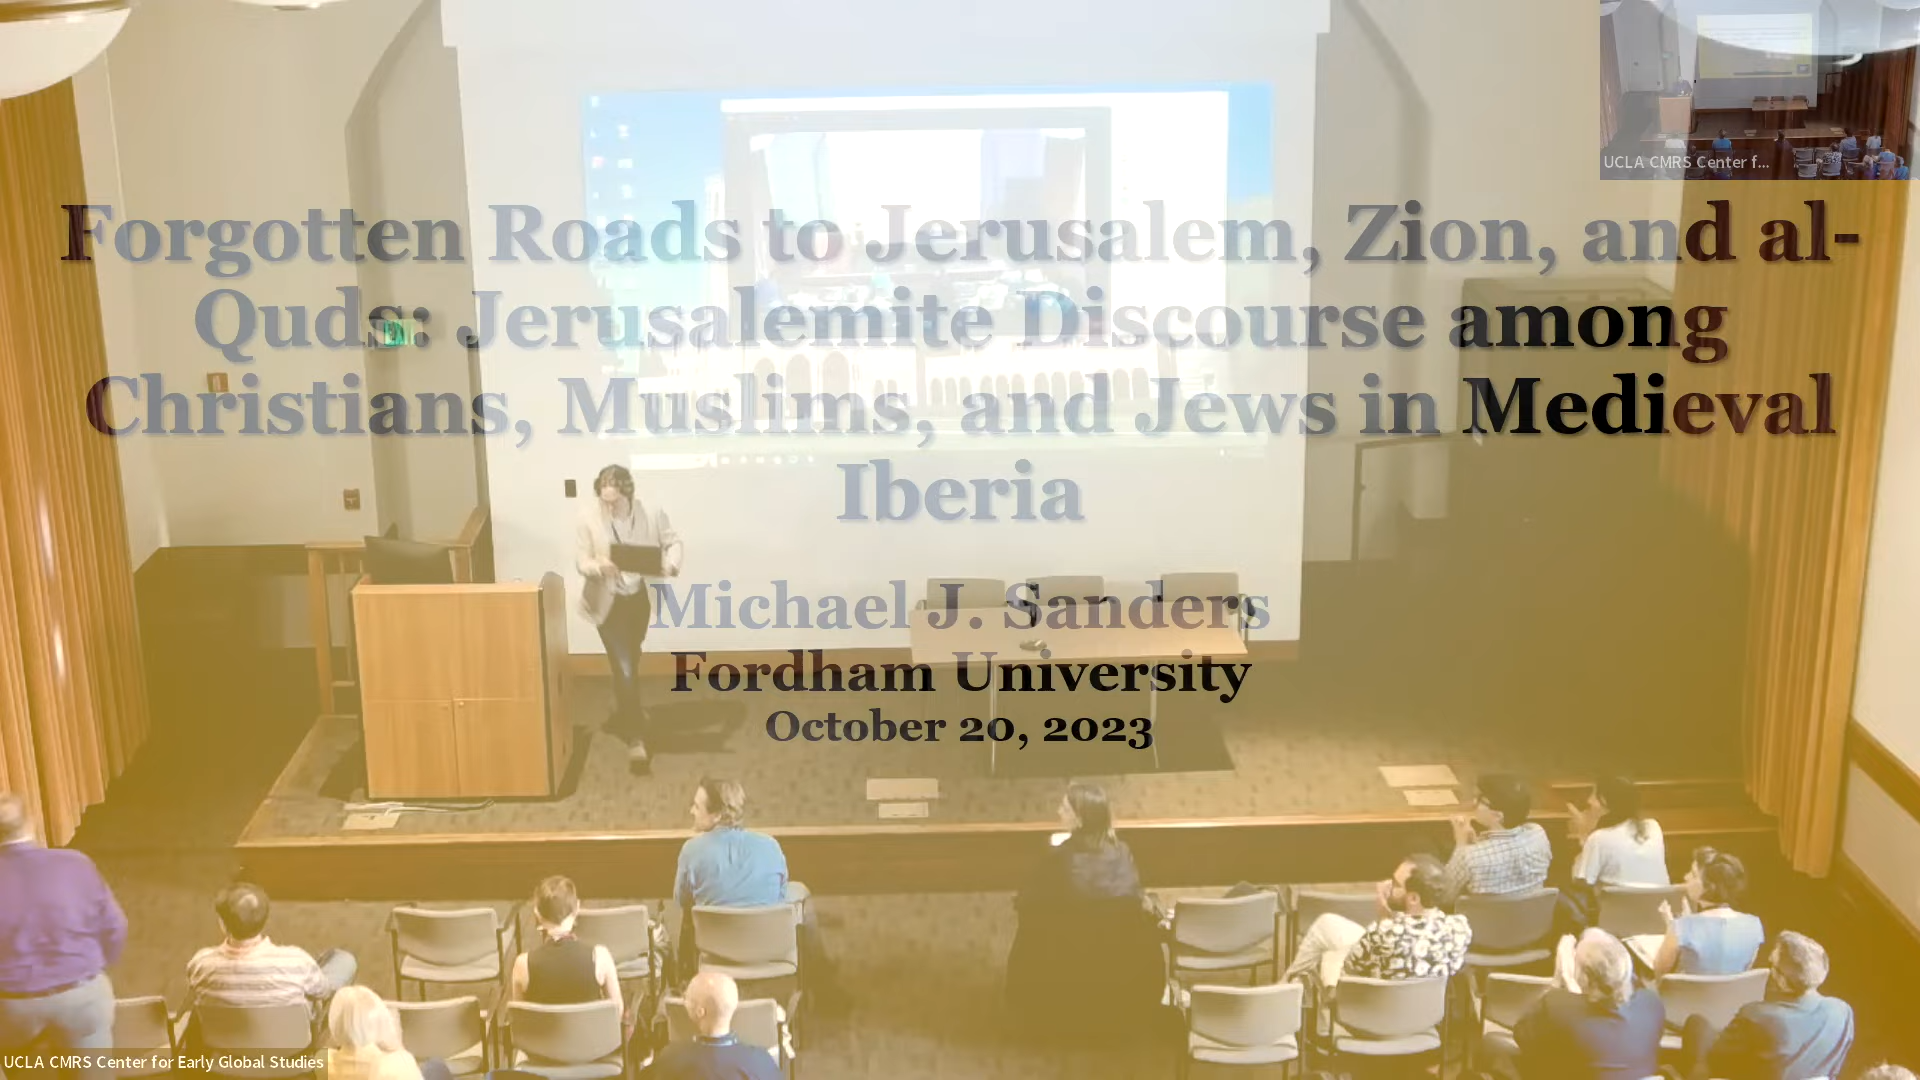 UCLA CMRS Center f...
Forgotten Roads to Jerusalem, Zion, and al-
Quds: Jerusalemite Discourse among
Christians, Muslims, and Jews in Medieval
Iberia
EXIT
Michael J. Sanders
Fordham University
October 20, 2023
UCLA CMRS Center for Early Global Studies